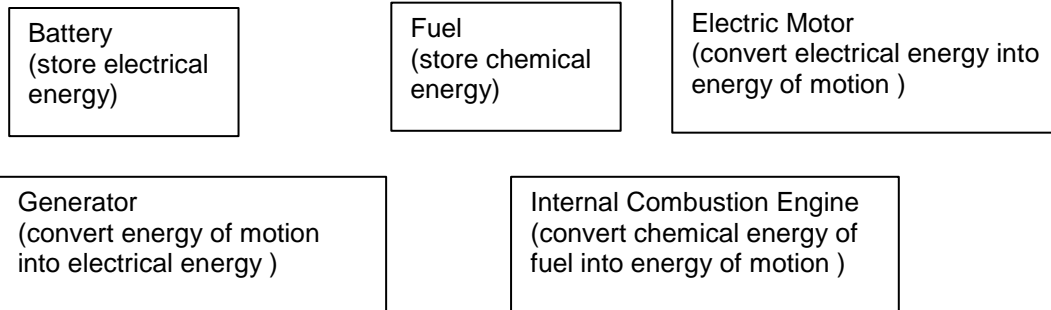 Battery
(store electrical
energy)
Fuel
(store chemical
energy)
Electric Motor
(convert electrical energy into
energy of motion )
Generator
(convert energy of motion
into electrical energy )
Internal Combustion Engine
(convert chemical energy of
fuel into energy of motion )